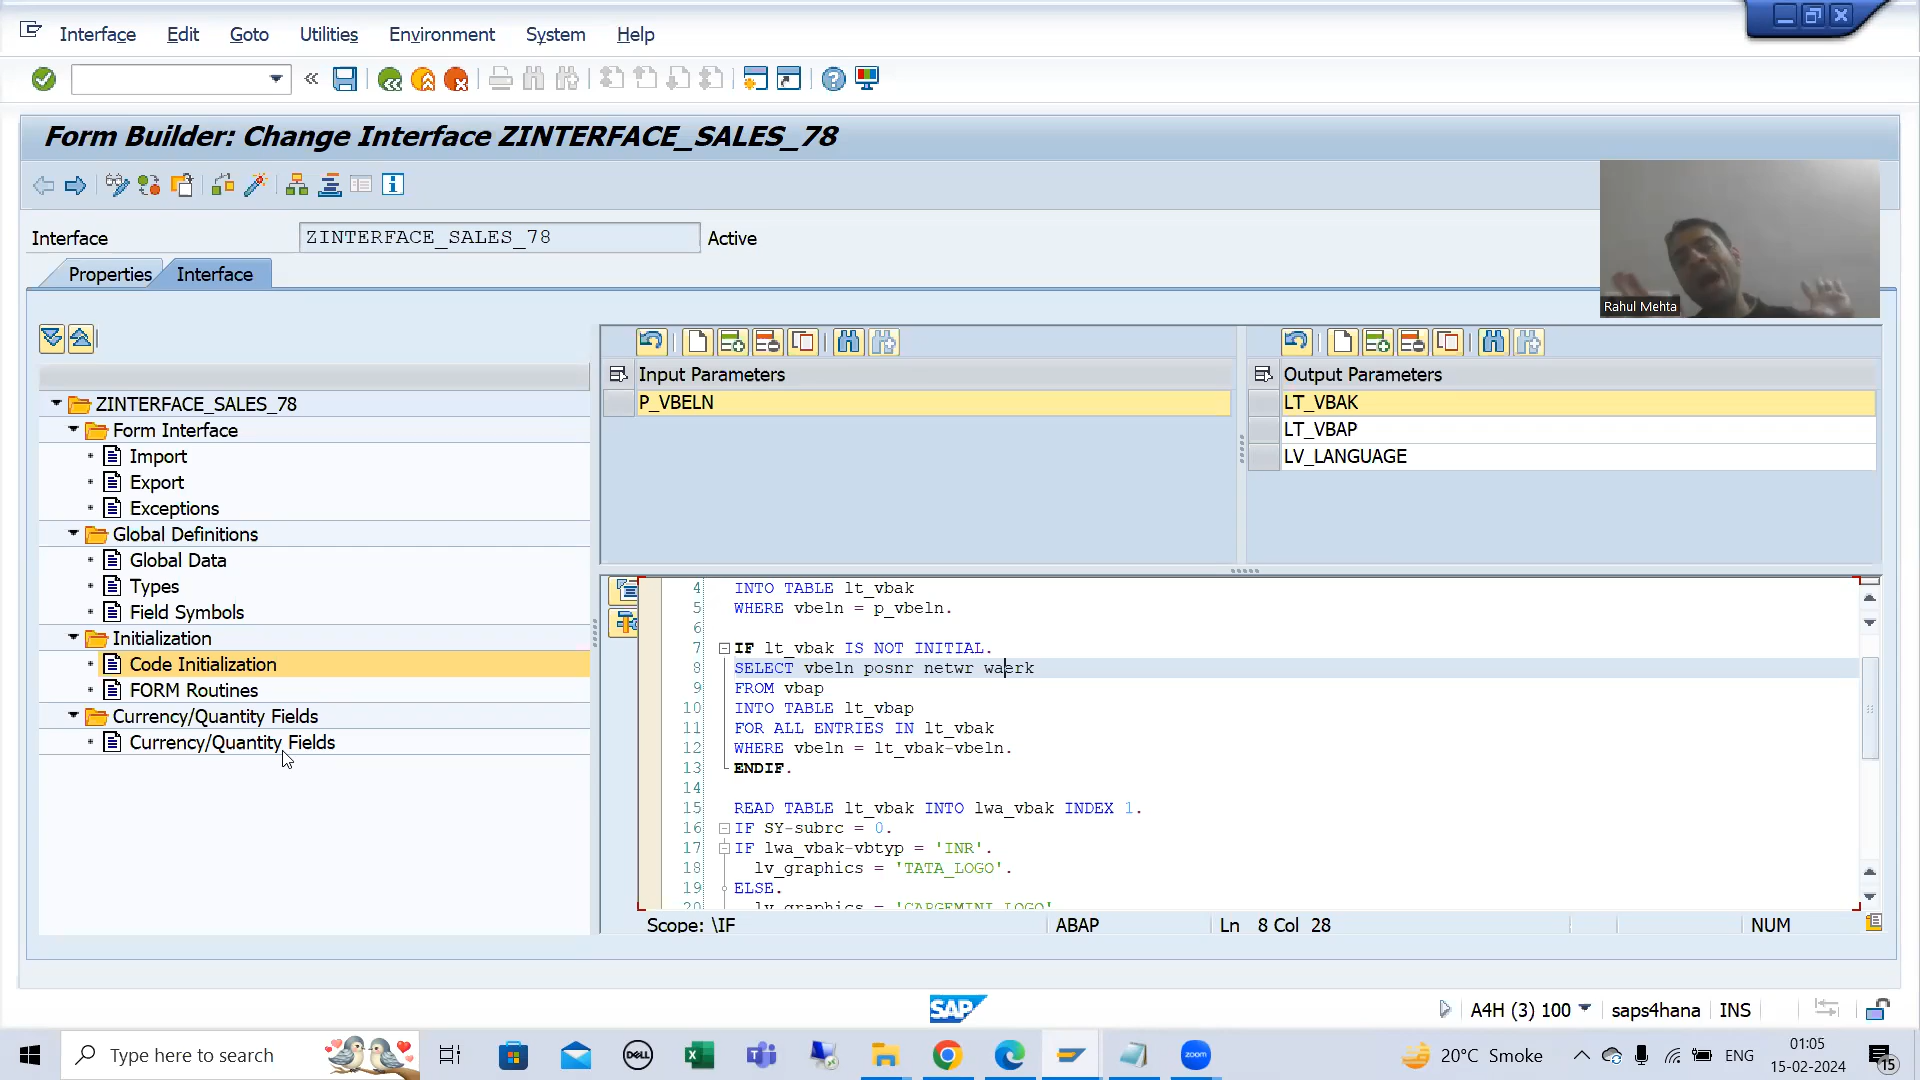 Interface Edit Goto Utilities Environment System Help
Form Builder: Change Interface ZINTERFACE_SALES_78
Interface ZINTERFACE_SALES_78 Active
Properties Interface
Rahul Mehta
ZINTERFACE_SALES_78
Form Interface
Import
Export
Exceptions
Global Definitions
Global Data
Types
Field Symbols
Initialization
Code Initialization
FORM Routines
Currency/Quantity Fields
Currency/Quantity Fields
Input Parameters
P_VBELN
Output Parameters
LT_VBAK
LT_VBAP
LV_LANGUAGE
4 INTO TABLE lt_vbak
5 WHERE vbeln = p_vbeln.
6
7 IF lt_vbak IS NOT INITIAL.
8 SELECT vbeln posnr netwr waerk
9 FROM vbap
10 INTO TABLE lt_vbap
11 FOR ALL ENTRIES IN lt_vbak
12 WHERE vbeln = lt_vbak-vbeln.
13 ENDIF.
14
15 READ TABLE lt_vbak INTO lwa_vbak INDEX 1.
16 IF SY-subrc = 0.
17 IF lwa_vbak-vbtyp = 'INR'.
18 lv_graphics = 'TATA_LOGO'.
19 ELSE.
20 lv_graphics = 'CAPGEMINI_LOGO'
Scope: \IF ABAP Ln 8 Col 28 NUM
SAP
A4H (3) 100 saps4hana INS
Type here to search
DELL
zoom
20°C Smoke
ENG
01:05
15-02-2024
15